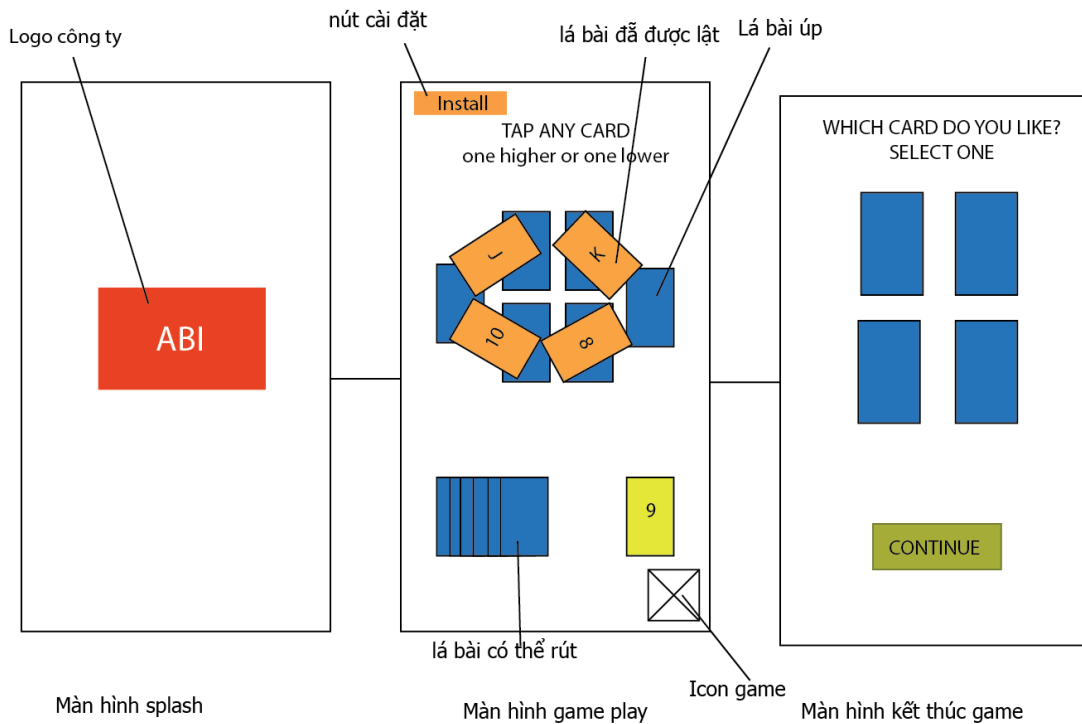 Logo công ty
nút cài đặt
lá bài đã được lật
Lá bài úp
Install
TAP ANY CARD
one higher or one lower
WHICH CARD DO YOU LIKE?
SELECT ONE
J
K
ABI
10
8
9
CONTINUE
lá bài có thể rút
Icon game
Màn hình splash
Màn hình game play
Màn hình kết thúc game